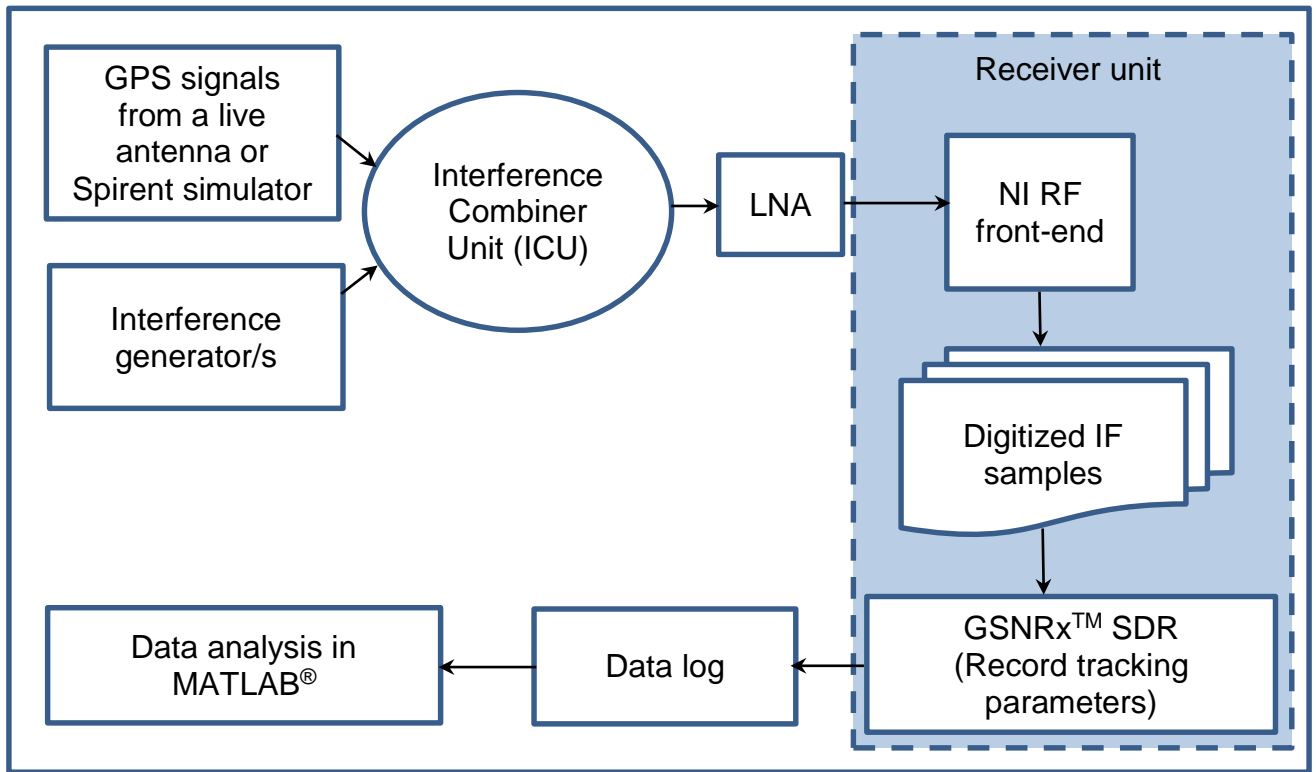 GPS signals
from a live
antenna or
Spirent simulator
Interference
generator/s
Interference
Combiner
Unit (ICU)
LNA
Receiver unit
NI RF
front-end
Digitized IF
samples
GSNRx™ SDR
(Record tracking
parameters)
Data log
Data analysis in
MATLAB®